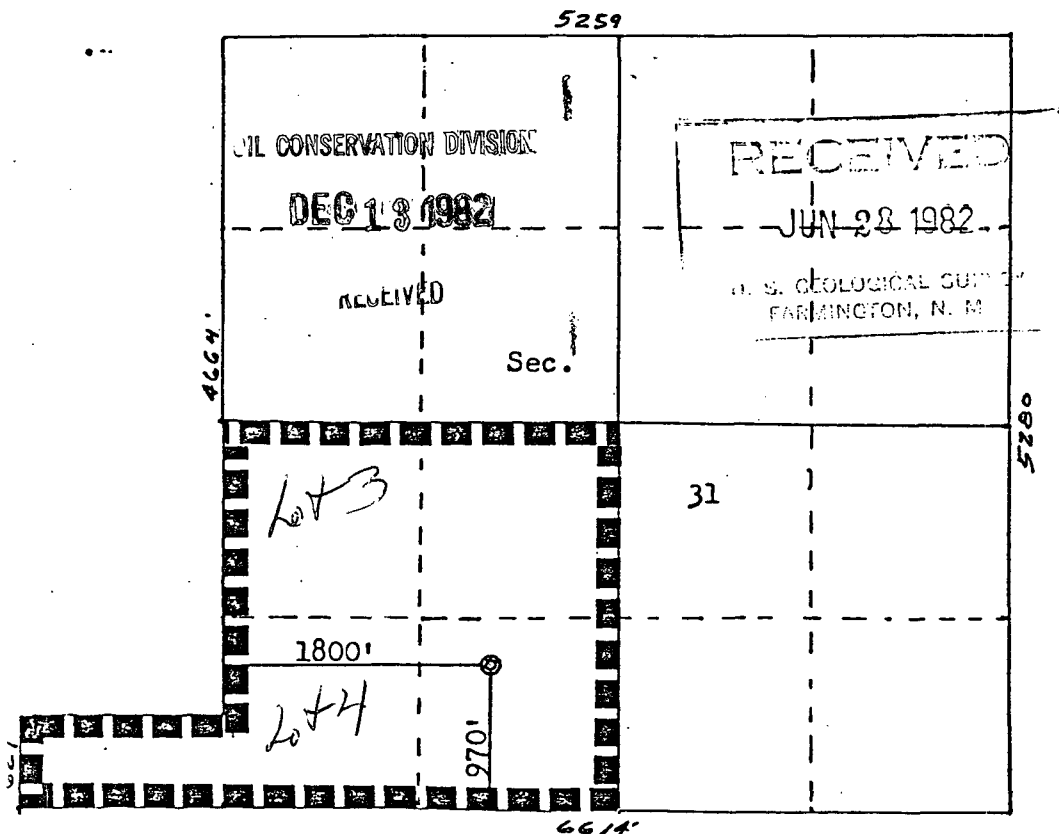 5259
OIL CONSERVATION DIVISION
DEC 13 1982
RECEIVED
RECEIVED
JUN 28 1982
U. S. GEOLOGICAL SURVEY
FARMINGTON, N. M
4664'
Sec.
5280
Lot 3
31
1800'
Lot 4
970'
6614'